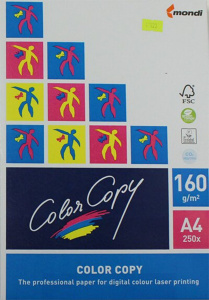 mondi
FSC
Color Copy
160
g/m²
A4
250x
COLOR COPY
The professional paper for digital colour laser printing